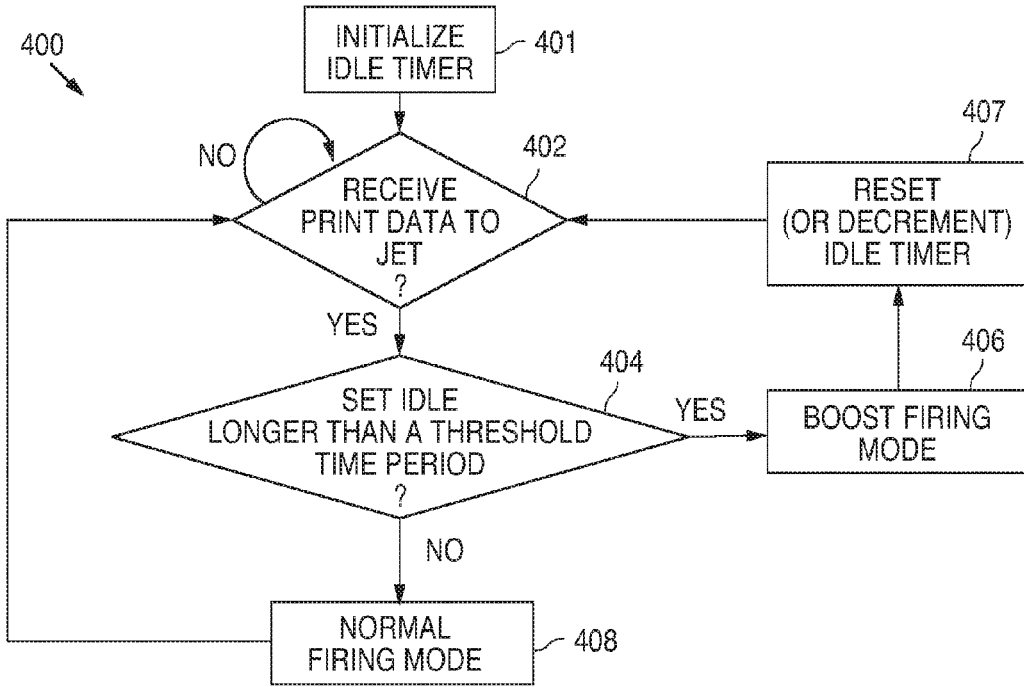 400
INITIALIZE
IDLE TIMER
401
NO
402
RECEIVE
PRINT DATA TO
JET
?
407
RESET
(OR DECREMENT)
IDLE TIMER
YES
404
SET IDLE
LONGER THAN A THRESHOLD
TIME PERIOD
?
YES
406
BOOST FIRING
MODE
NO
NORMAL
FIRING MODE
408